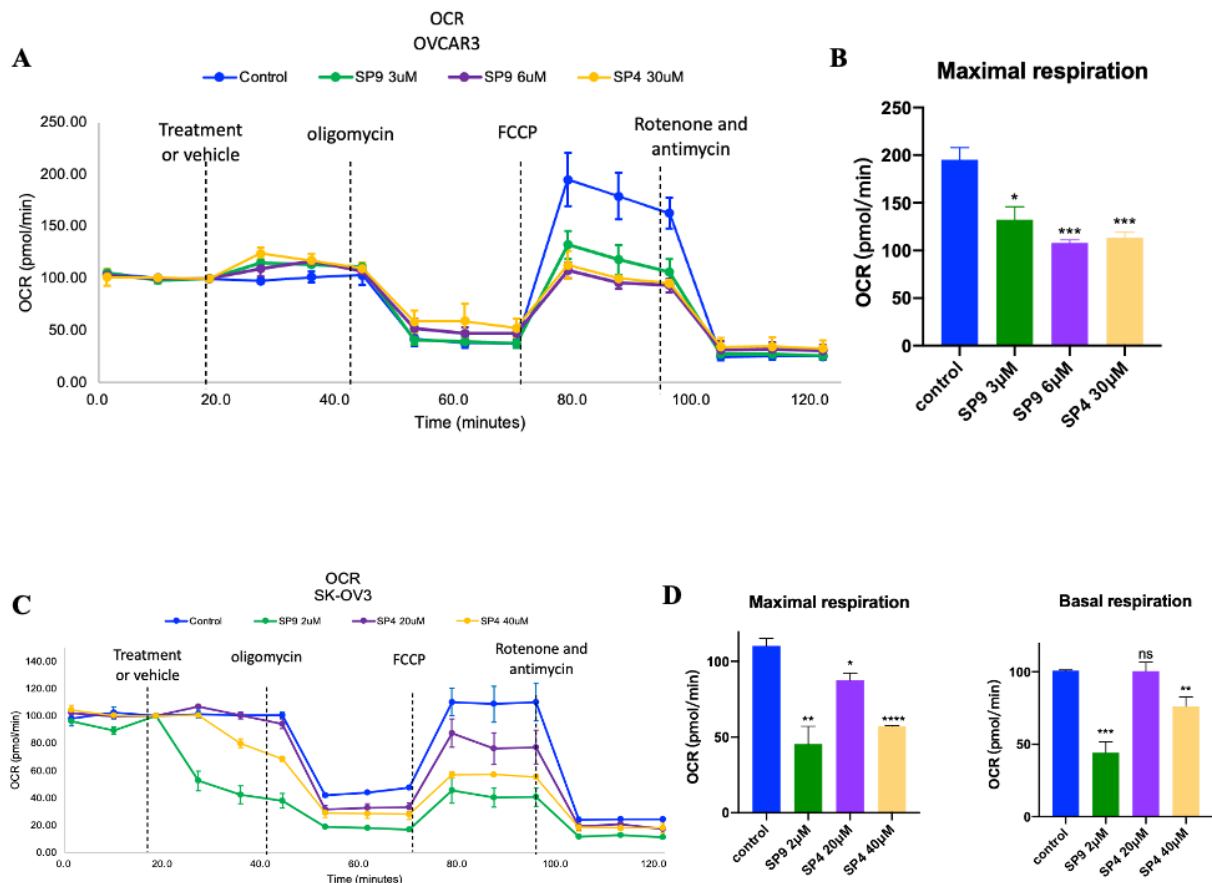 OCR
OVCAR3
A
Control SP9 3uM SP9 6uM SP4 30uM
Treatment
or vehicle
oligomycin
FCCP
Rotenone and
antimycin
OCR (pmol/min)
250.00
200.00
150.00
100.00
50.00
0.00
0.0 20.0 40.0 60.0 80.0 100.0 120.0
Time (minutes)
B
Maximal respiration
OCR (pmol/min)
250
200
150
100
50
0
*
***
***
control SP9 3µM SP9 6µM SP4 30µM
C
OCR
SK-OV3
Control SP9 2uM SP4 20uM SP4 40uM
Treatment
or vehicle
oligomycin
FCCP
Rotenone and
antimycin
OCR (pmol/min)
140.00
120.00
100.00
80.00
60.00
40.00
20.00
0.00
0.0 20.0 40.0 60.0 80.0 100.0 120.0
Time (minutes)
D
Maximal respiration
OCR (pmol/min)
100
50
0
**
*
****
control SP9 2µM SP4 20µM SP4 40µM
Basal respiration
OCR (pmol/min)
100
50
0
***
ns
**
control SP9 2µM SP4 20µM SP4 40µM